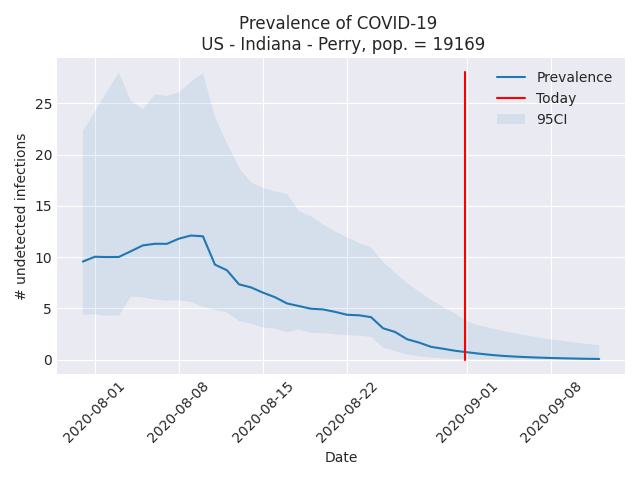 Prevalence of COVID-19
US - Indiana - Perry, pop. = 19169
Prevalence
Today
95CI
# undetected infections
25
20
15
10
5
0
2020-08-01
2020-08-08
2020-08-15
2020-08-22
2020-09-01
2020-09-08
Date